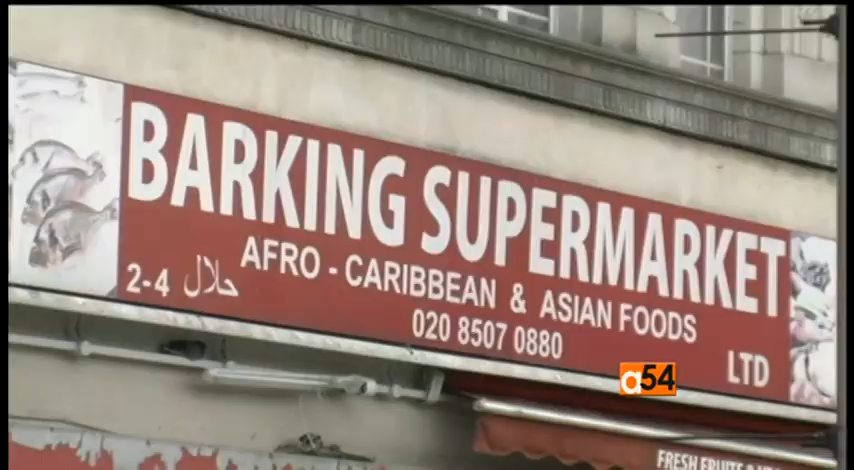 BARKING SUPERMARKET
2-4 حلال AFRO - CARIBBEAN & ASIAN FOODS
020 8507 0880
LTD
a54
FRESH FRUITS &